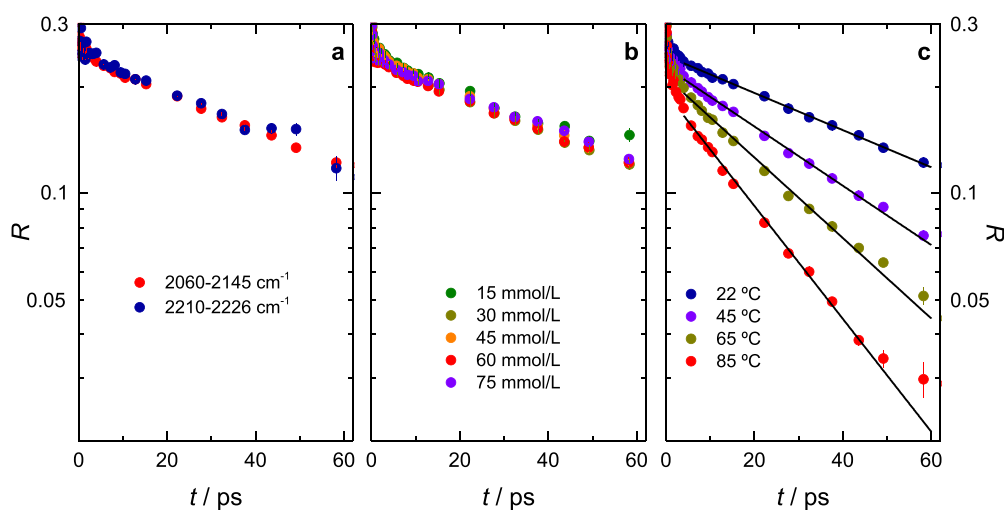 0.3
0.1
0.05
R
a
2060-2145 cm⁻¹
2210-2226 cm⁻¹
0 20 40 60
t / ps
b
15 mmol/L
30 mmol/L
45 mmol/L
60 mmol/L
75 mmol/L
0 20 40 60
t / ps
c
22 ºC
45 ºC
65 ºC
85 ºC
0 20 40 60
t / ps
0.3
0.1
R
0.05